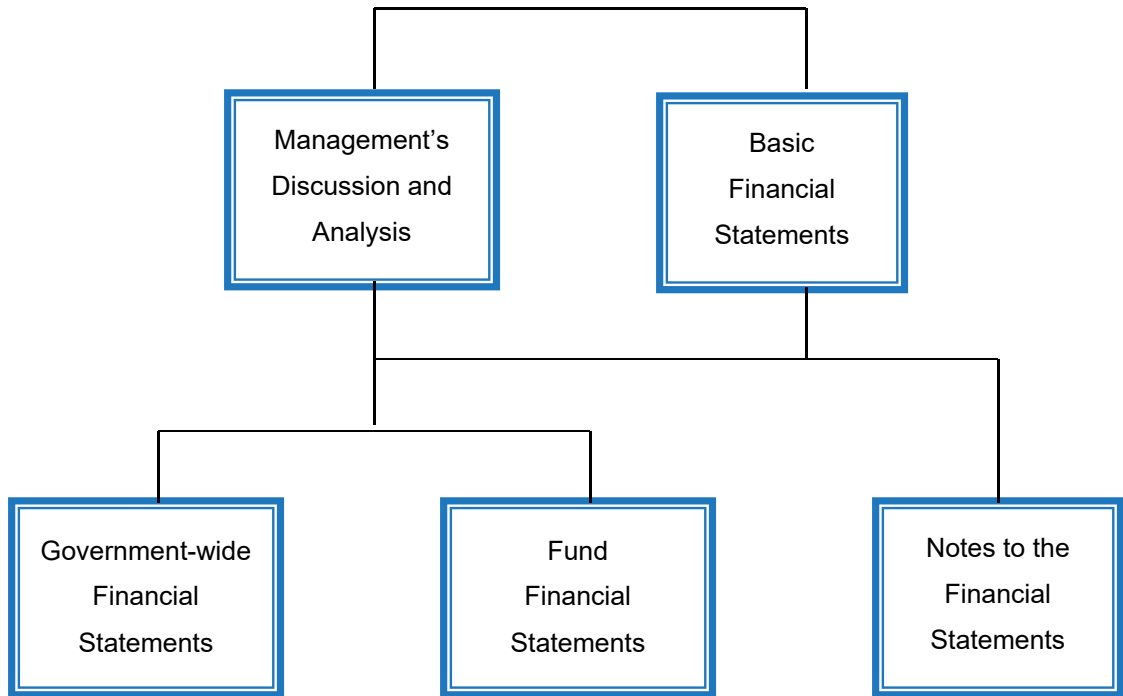 Management’s
Discussion and
Analysis
Basic
Financial
Statements
Government-wide
Financial
Statements
Fund
Financial
Statements
Notes to the
Financial
Statements